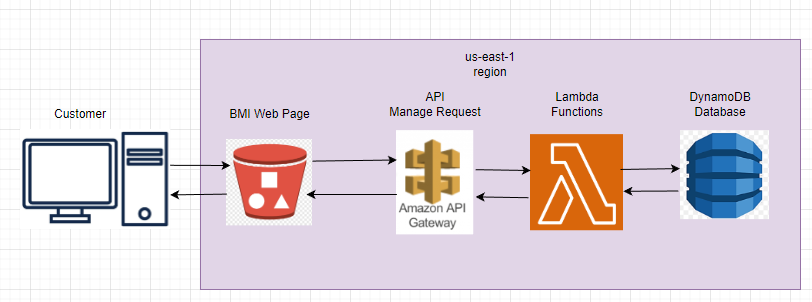 us-east-1
region
Customer
BMI Web Page
API
Manage Request
Lambda
Functions
DynamoDB
Database
Amazon API
Gateway